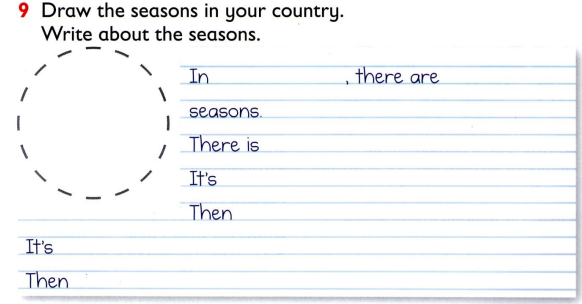 9 Draw the seasons in your country.
Write about the seasons.
In , there are
seasons.
There is
It's
Then
It's
Then